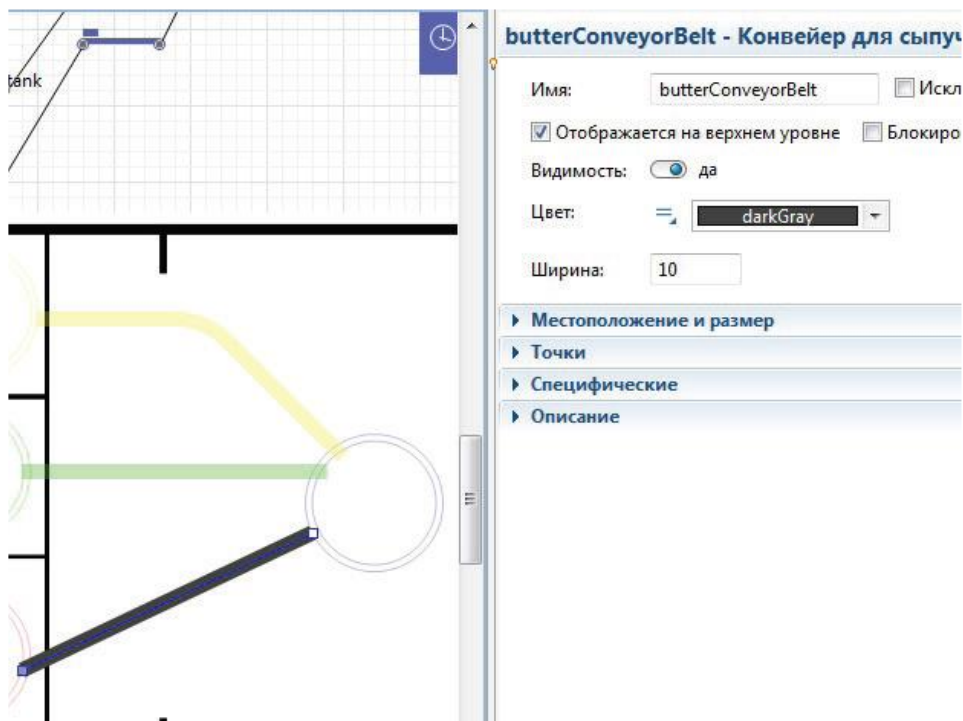 tank
butterConveyorBelt - Конвейер для сыпуч
Имя: butterConveyorBelt Искл
Отображается на верхнем уровне Блокиро
Видимость: да
Цвет: darkGray
Ширина: 10
Местоположение и размер
Точки
Специфические
Описание